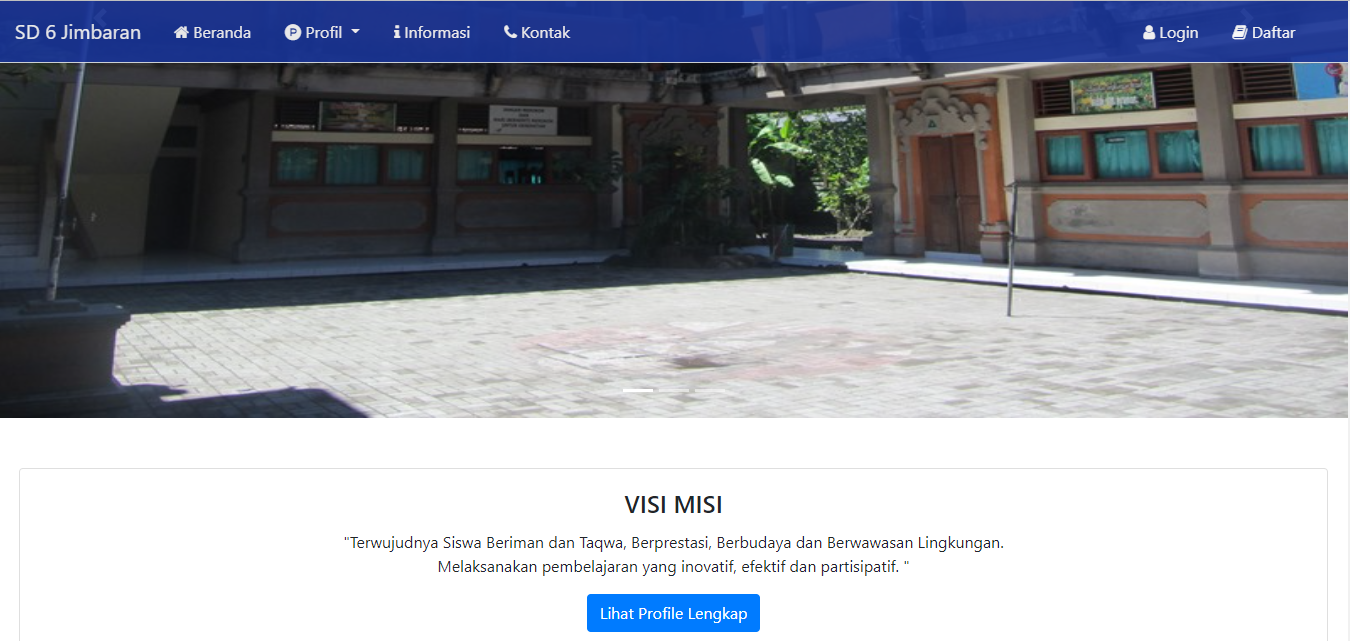 SD 6 Jimbaran Beranda Profil Informasi Kontak Login Daftar
VISI MISI
"Terwujudnya Siswa Beriman dan Taqwa, Berprestasi, Berbudaya dan Berwawasan Lingkungan.
Melaksanakan pembelajaran yang inovatif, efektif dan partisipatif. "
Lihat Profile Lengkap